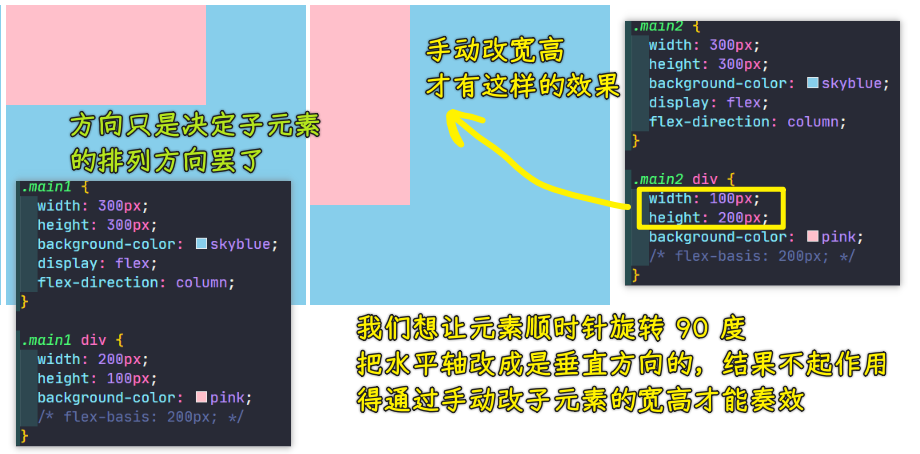 手动改宽高
才有这样的效果
方向只是决定子元素
的排列方向罢了
.main1 {
width: 300px;
height: 300px;
background-color: skyblue;
display: flex;
flex-direction: column;
}
.main1 div {
width: 200px;
height: 100px;
background-color: pink;
/* flex-basis: 200px; */
}
.main2 {
width: 300px;
height: 300px;
background-color: skyblue;
display: flex;
flex-direction: column;
}
.main2 div {
width: 100px;
height: 200px;
background-color: pink;
/* flex-basis: 200px; */
}
我们想让元素顺时针旋转 90 度
把水平轴改成是垂直方向的，结果不起作用
得通过手动改子元素的宽高才能奏效